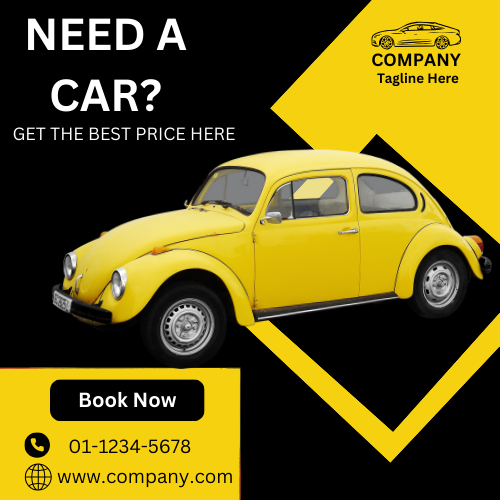 NEED A
CAR?
GET THE BEST PRICE HERE
COMPANY
Tagline Here
Book Now
01-1234-5678
www.company.com